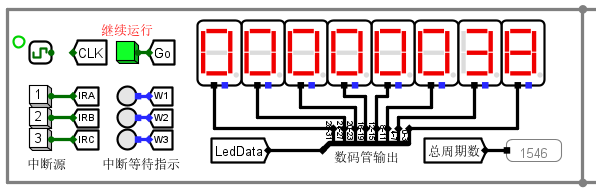 继续运行
CLK
Go
00000038
1 IRA W1
2 IRB W2
3 IRC W3
中断源
中断等待指示
LedData
数码管输出
总周期数
1546